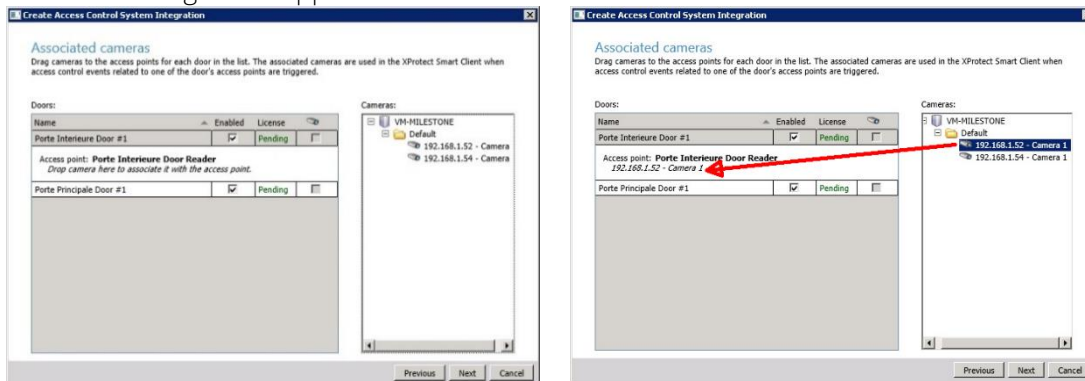 Create Access Control System Integration
Associated cameras
Drag cameras to the access points for each door in the list. The associated cameras are used in the XProtect Smart Client when
access control events related to one of the door's access points are triggered.
Doors:
Cameras:
Name Enabled License
Porte Interieure Door #1 Pending
Access point: Porte Interieure Door Reader
Drop camera here to associate it with the access point.
Porte Principale Door #1 Pending
VM-MILESTONE
Default
192.168.1.52 - Camera
192.168.1.54 - Camera
Previous Next Cancel
Create Access Control System Integration
Associated cameras
Drag cameras to the access points for each door in the list. The associated cameras are used in the XProtect Smart Client when
access control events related to one of the door's access points are triggered.
Doors:
Cameras:
Name Enabled License
Porte Interieure Door #1 Pending
Access point: Porte Interieure Door Reader
192.168.1.52 - Camera 1
Porte Principale Door #1 Pending
VM-MILESTONE
Default
192.168.1.52 - Camera 1
192.168.1.54 - Camera 1
Previous Next Cancel